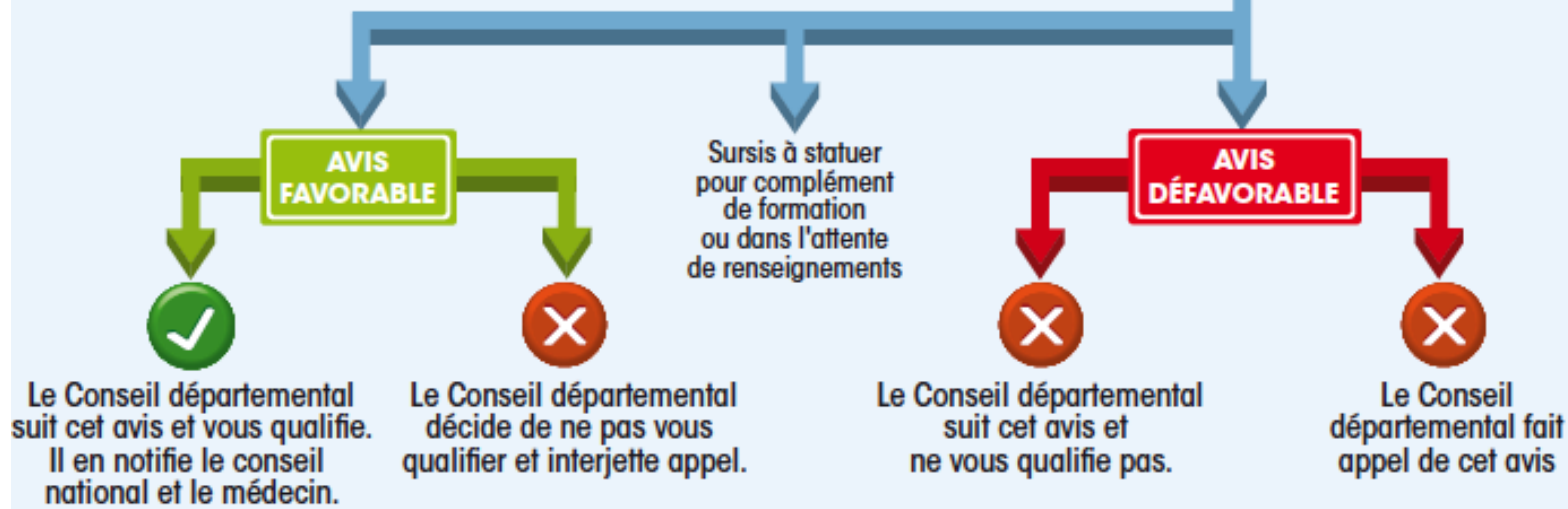 AVIS
FAVORABLE
Sursis à statuer
pour complément
de formation
ou dans l'attente
de renseignements
AVIS
DÉFAVORABLE
Le Conseil départemental
suit cet avis et vous qualifie.
Il en notifie le conseil
national et le médecin.
Le Conseil départemental
décide de ne pas vous
qualifier et interjette appel.
Le Conseil départemental
suit cet avis et
ne vous qualifie pas.
Le Conseil
départemental fait
appel de cet avis